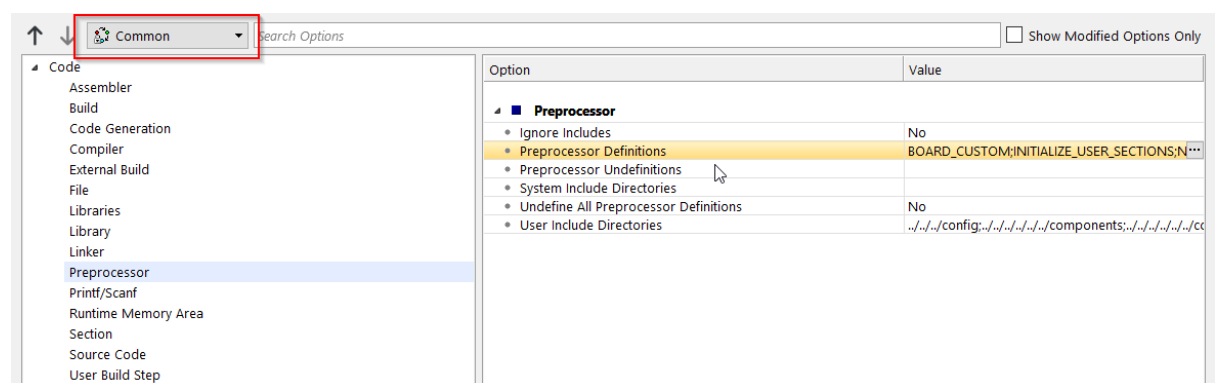 Common Search Options Show Modified Options Only
Code
Assembler
Build
Code Generation
Compiler
External Build
File
Libraries
Library
Linker
Preprocessor
Printf/Scanf
Runtime Memory Area
Section
Source Code
User Build Step
Option Value
Preprocessor
Ignore Includes No
Preprocessor Definitions BOARD_CUSTOM;INITIALIZE_USER_SECTIONS;N ...
Preprocessor Undefinitions
System Include Directories
Undefine All Preprocessor Definitions No
User Include Directories ../../../config;../../../../../../components;../../../../../../cc